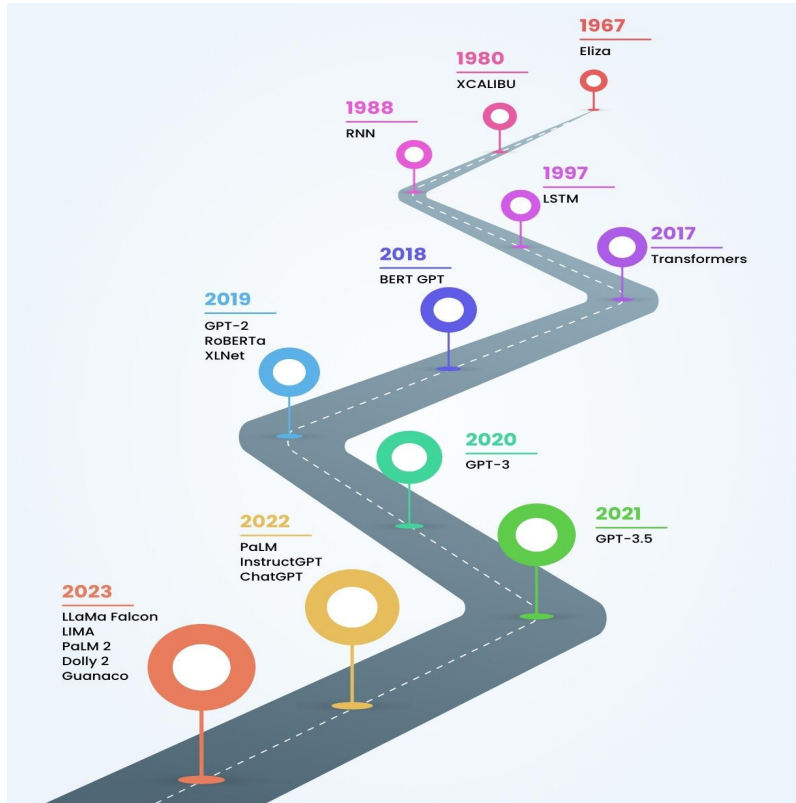 1967
Eliza
1980
XCALIBU
1988
RNN
1997
LSTM
2017
Transformers
2018
BERT GPT
2019
GPT-2
RoBERTa
XLNet
2020
GPT-3
2021
GPT-3.5
2022
PaLM
InstructGPT
ChatGPT
2023
LLaMa Falcon
LIMA
PaLM 2
Dolly 2
Guanaco